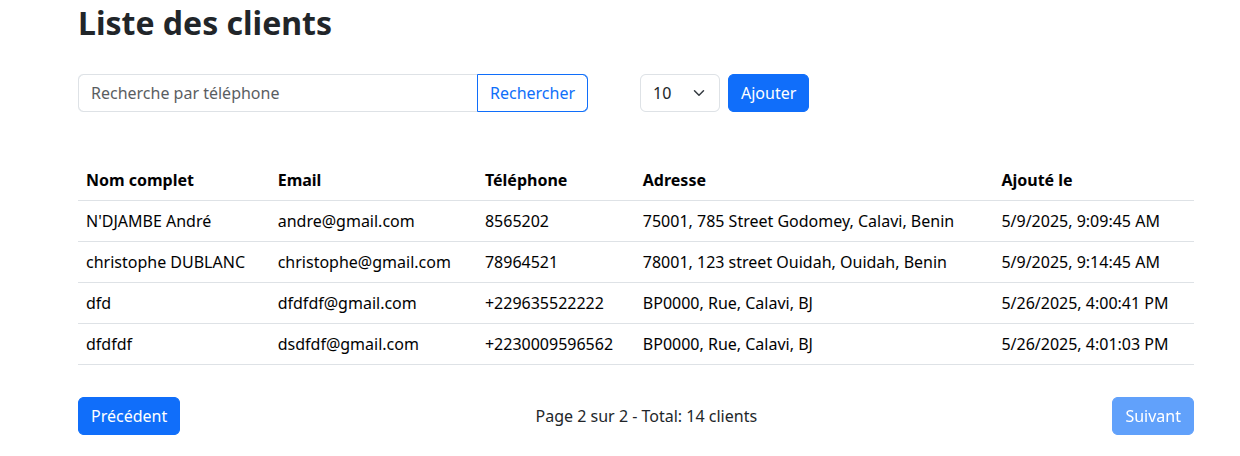 Liste des clients
Recherche par téléphone Rechercher 10 Ajouter
Nom complet Email Téléphone Adresse Ajouté le
N'DJAMBE André andre@gmail.com 8565202 75001, 785 Street Godomey, Calavi, Benin 5/9/2025, 9:09:45 AM
christophe DUBLANC christophe@gmail.com 78964521 78001, 123 street Ouidah, Ouidah, Benin 5/9/2025, 9:14:45 AM
dfd dfdfdf@gmail.com +229635522222 BP0000, Rue, Calavi, BJ 5/26/2025, 4:00:41 PM
dfdfdf dsdfdf@gmail.com +2230009596562 BP0000, Rue, Calavi, BJ 5/26/2025, 4:01:03 PM
Précédent Page 2 sur 2 - Total: 14 clients Suivant